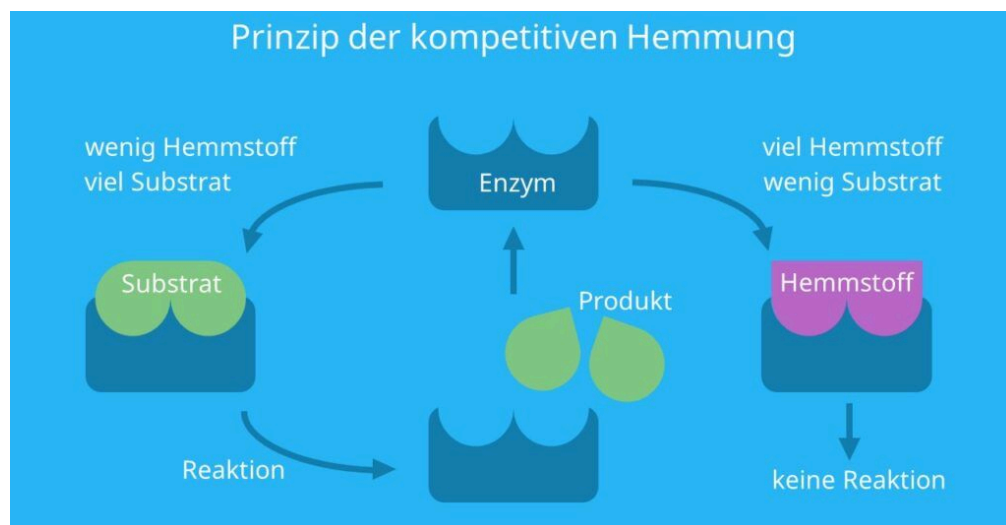 Prinzip der kompetitiven Hemmung
wenig Hemmstoff
viel Substrat
Enzym
viel Hemmstoff
wenig Substrat
Substrat
Produkt
Hemmstoff
Reaktion
keine Reaktion